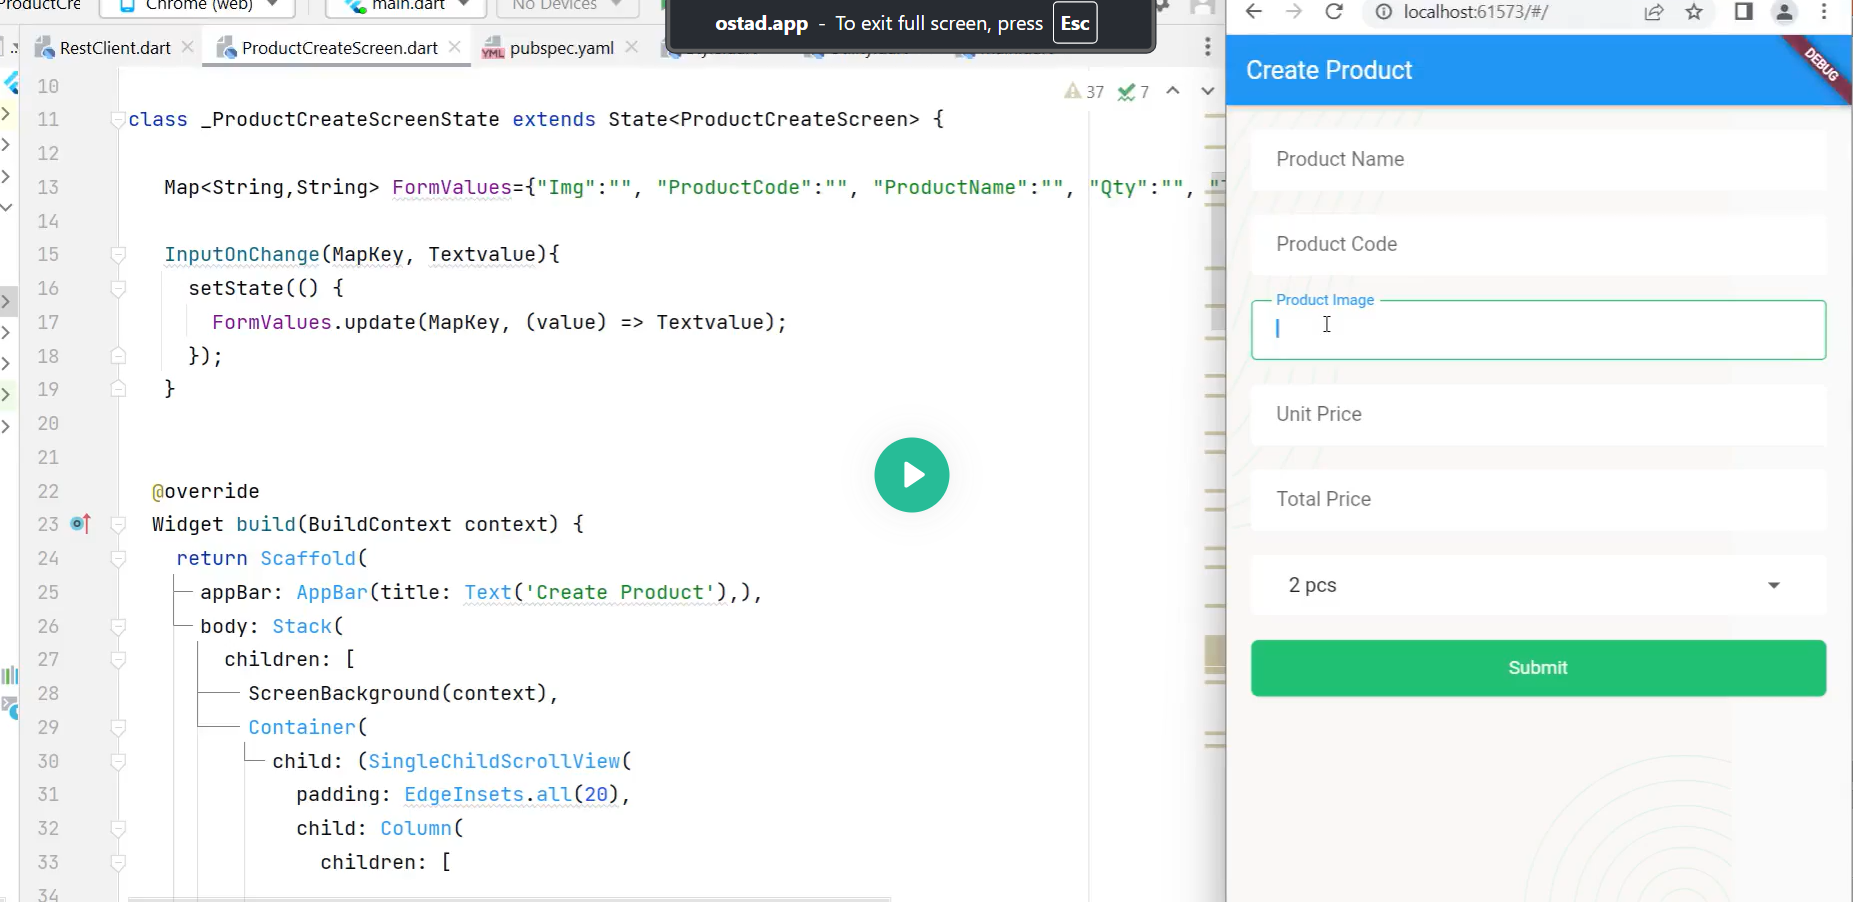 Chrome (web)
main.dart
No Devices
ostad.app - To exit full screen, press Esc
RestClient.dart
ProductCreateScreen.dart
pubspec.yaml
37
7
10
11 class _ProductCreateScreenState extends State<ProductCreateScreen> {
12
13 Map<String,String> FormValues={"Img":"", "ProductCode":"", "ProductName":"", "Qty":"",
14
15 InputOnChange(MapKey, Textvalue){
16 setState(() {
17 FormValues.update(MapKey, (value) => Textvalue);
18 });
19 }
20
21
22 @override
23 Widget build(BuildContext context) {
24 return Scaffold(
25 appBar: AppBar(title: Text('Create Product'),),
26 body: Stack(
27 children: [
28 ScreenBackground(context),
29 Container(
30 child: (SingleChildScrollView(
31 padding: EdgeInsets.all(20),
32 child: Column(
33 children: [
34
localhost:61573/#/
Create Product
DEBUG
Product Name
Product Code
Product Image
Unit Price
Total Price
2 pcs
Submit